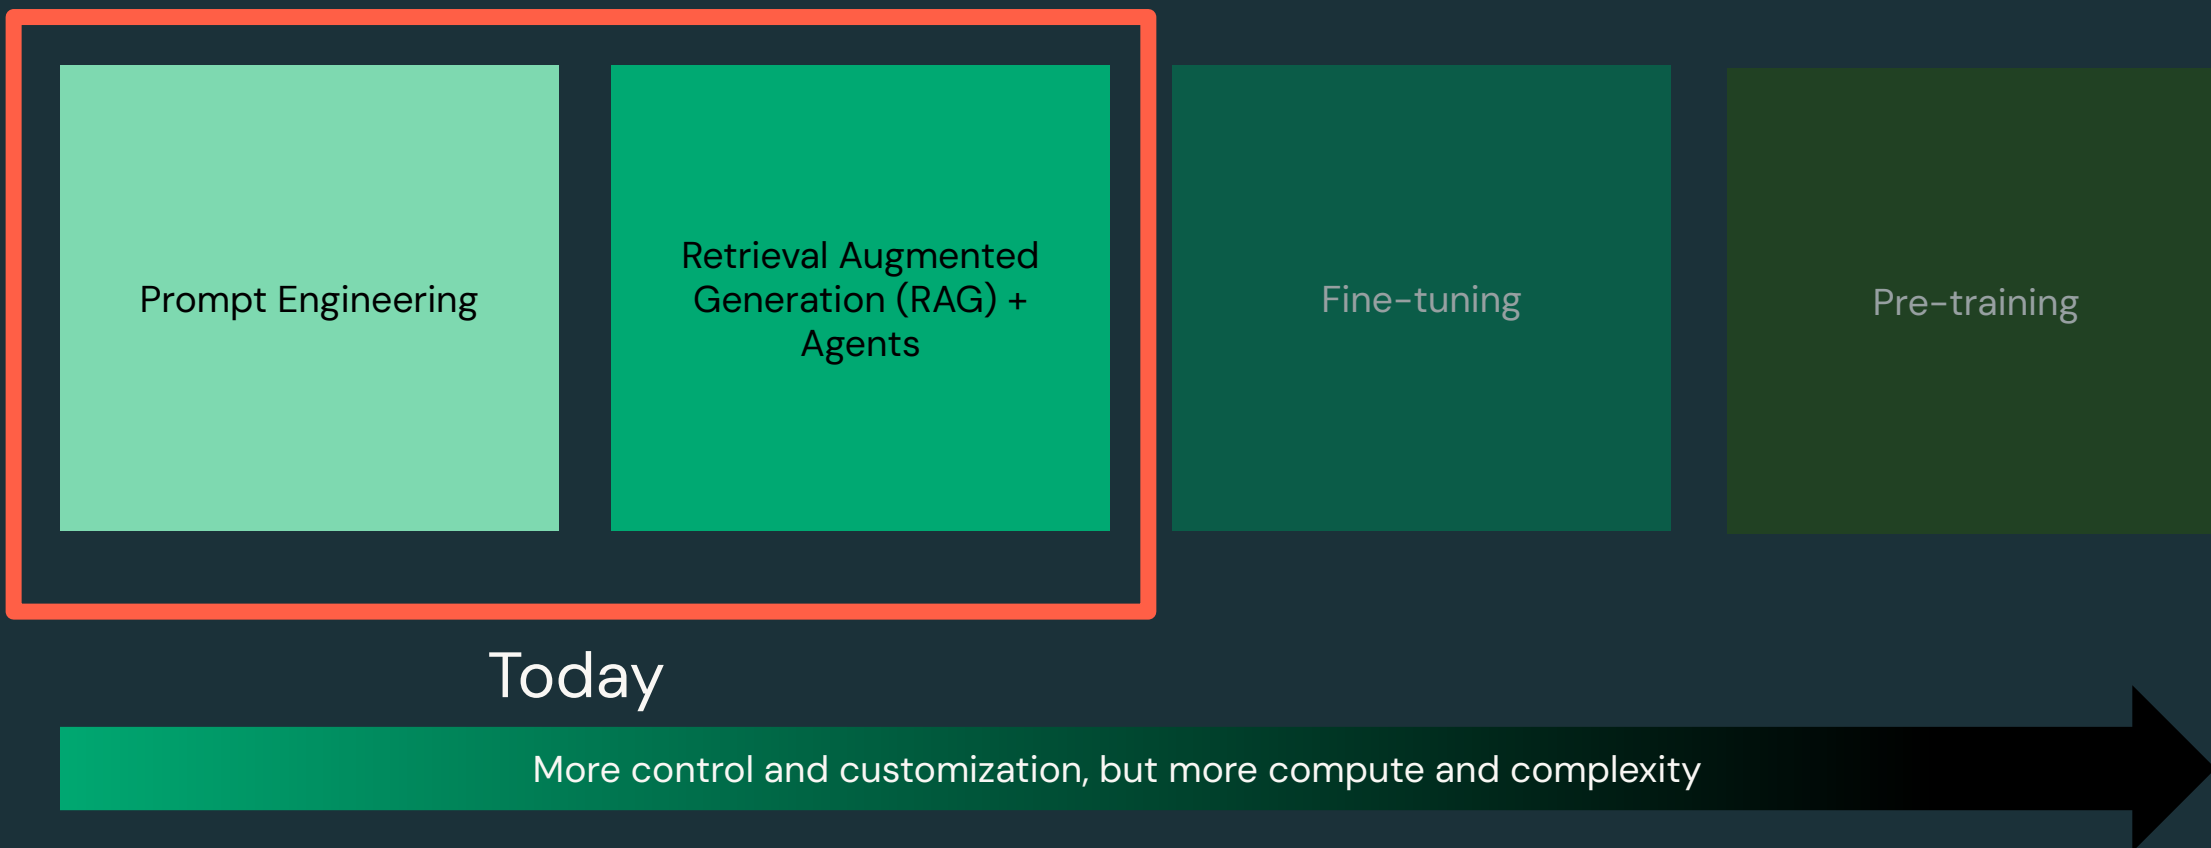 Prompt Engineering
Retrieval Augmented
Generation (RAG) +
Agents
Fine-tuning
Pre-training
Today
More control and customization, but more compute and complexity